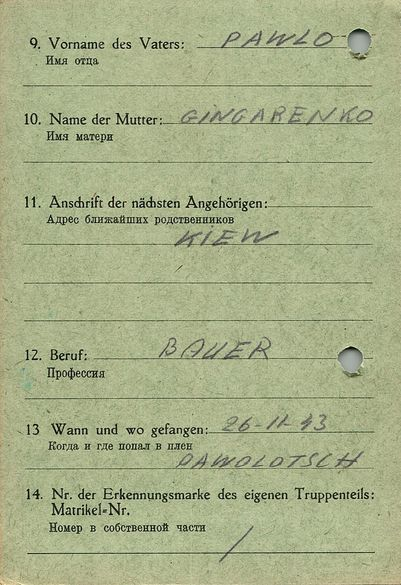 9. Vorname des Vaters: PAWLO
Имя отца
10. Name der Mutter: GINGARENKO
Имя матери
11. Anschrift der nächsten Angehörigen:
Адрес ближайших родственников
KIEW
12. Beruf: BAUER
Профессия
13 Wann und wo gefangen: 26-11-43
Когда и где попал в плен
PAWOLOTSCH
14. Nr. der Erkennungsmarke des eigenen Truppenteils:
Matrikel-Nr.
Номер в собственной части
/